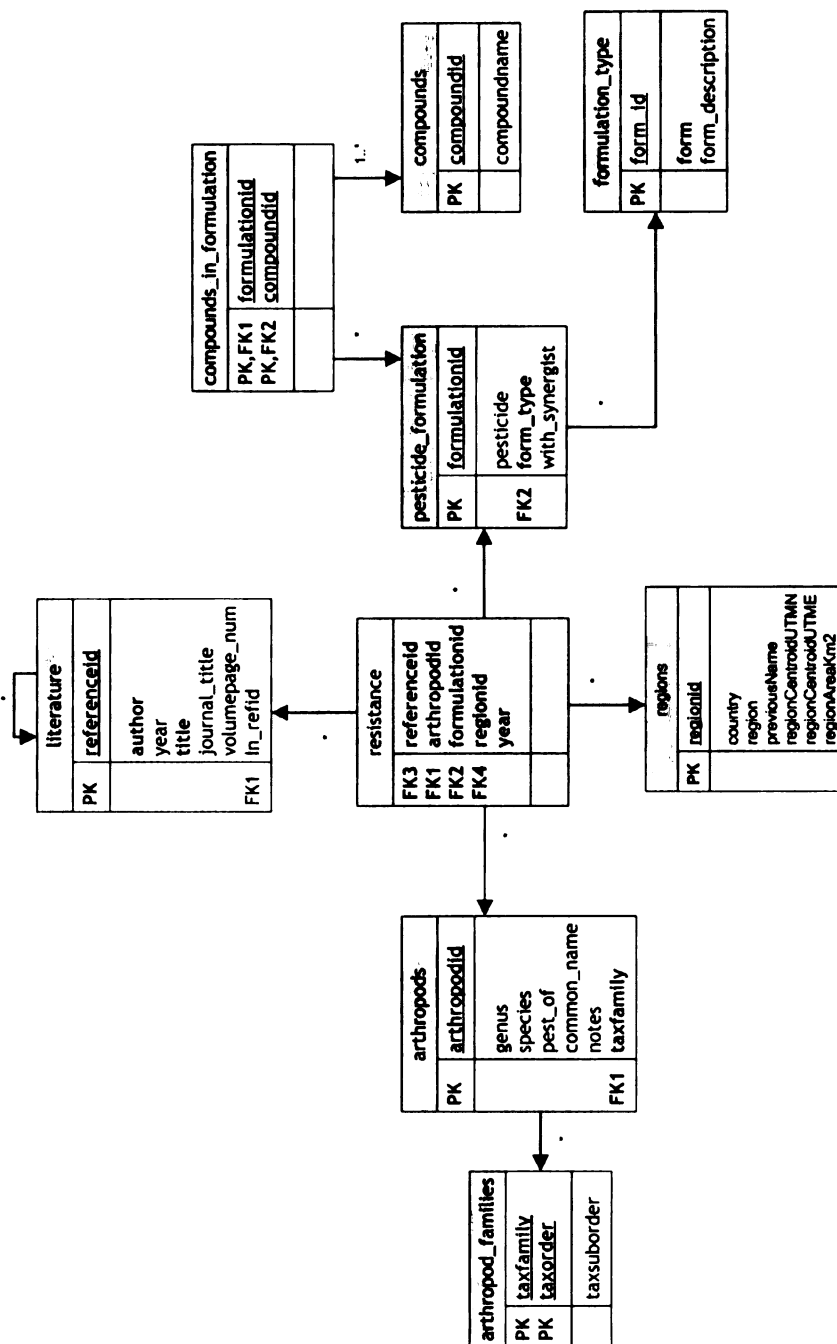 arthropod_families
PK taxfamily
PK taxorder
taxsuborder
arthropods
PK arthropodid
genus
species
pest_of
common_name
notes
FK1 taxfamily
literature
PK referenceid
author
year
title
journal_title
volumepage_num
FK1 in_refid
resistance
FK3 referenceid
FK1 arthropodid
FK2 formulationid
FK4 regionid
year
regions
PK regionid
country
region
previousName
regionCentroidUTMN
regionCentroidUTME
regionAreaKm2
compounds_in_formulation
PK,FK1 formulationid
PK,FK2 compoundid
1..*
pesticide_formulation
PK formulationid
pesticide
FK2 form_type
with_synergist
compounds
PK compoundid
compoundname
formulation_type
PK form_id
form
form_description